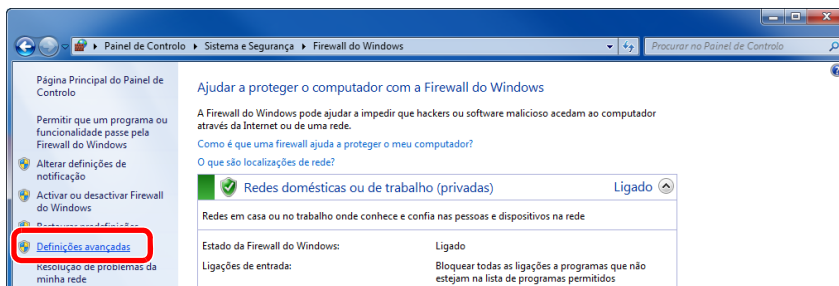 Painel de Controlo ▸ Sistema e Segurança ▸ Firewall do Windows
Procurar no Painel de Controlo
Página Principal do Painel de
Controlo
Permitir que um programa ou
funcionalidade passe pela
Firewall do Windows
Alterar definições de
notificação
Activar ou desactivar Firewall
do Windows
Restaurar predefinições
Definições avançadas
Resolução de problemas da
minha rede
Ajudar a proteger o computador com a Firewall do Windows
A Firewall do Windows pode ajudar a impedir que hackers ou software malicioso acedam ao computador
através da Internet ou de uma rede.
Como é que uma firewall ajuda a proteger o meu computador?
O que são localizações de rede?
Redes domésticas ou de trabalho (privadas) Ligado
Redes em casa ou no trabalho onde conhece e confia nas pessoas e dispositivos na rede
Estado da Firewall do Windows: Ligado
Ligações de entrada: Bloquear todas as ligações a programas que não
estejam na lista de programas permitidos